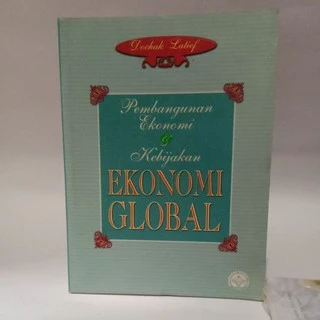 Dochak Latief
Pembangunan
Ekonomi
&
Kebijakan
EKONOMI
GLOBAL